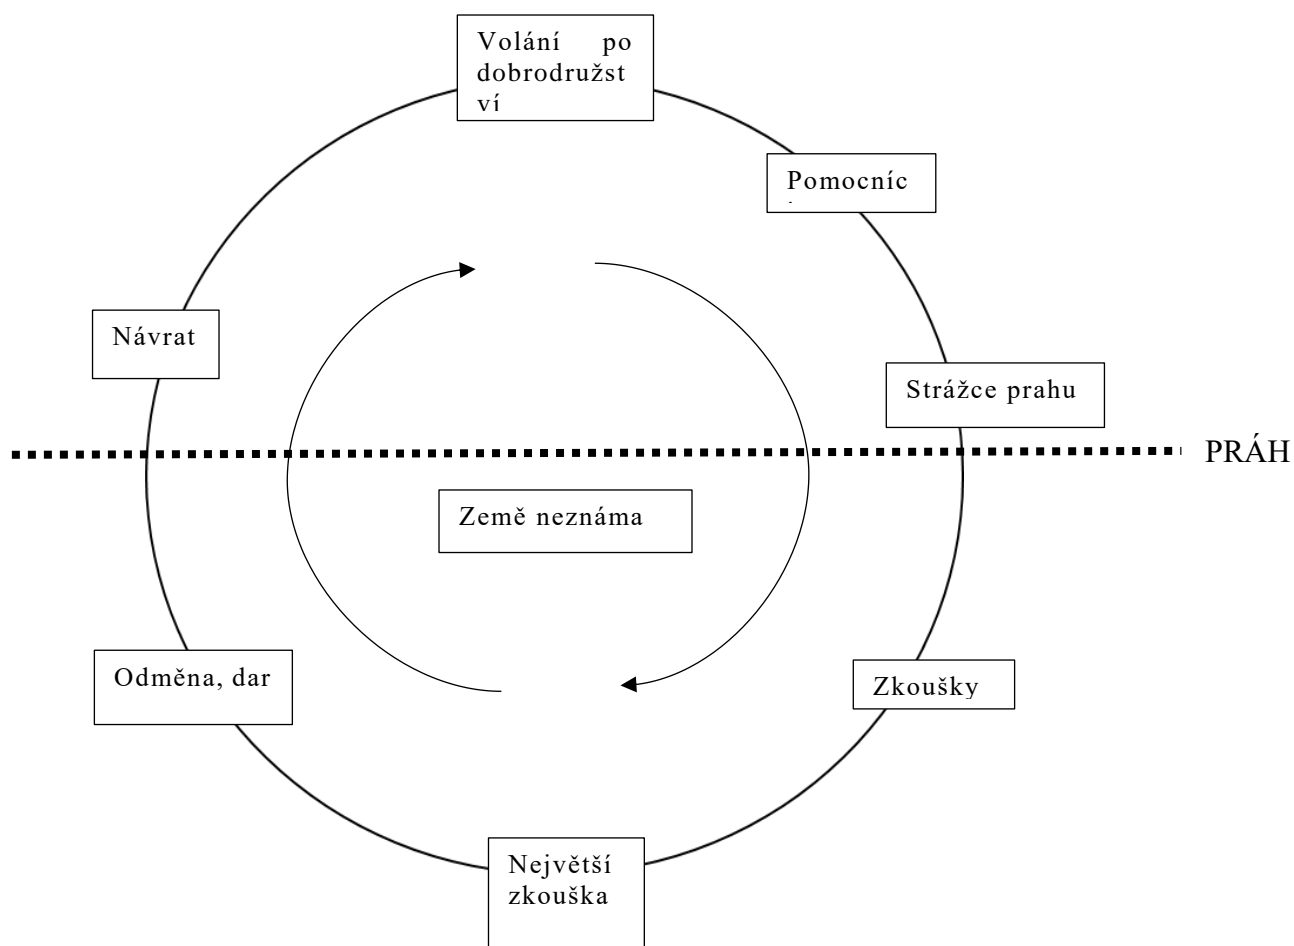 Volání po
dobrodružst
ví
Pomocníc
Návrat
Strážce prahu
PRÁH
Země neznáma
Odměna, dar
Zkoušky
Největší
zkouška